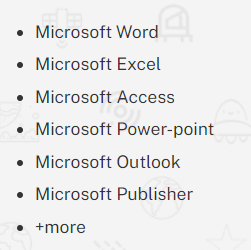 Microsoft Word
Microsoft Excel
Microsoft Access
Microsoft Power-point
Microsoft Outlook
Microsoft Publisher
+more